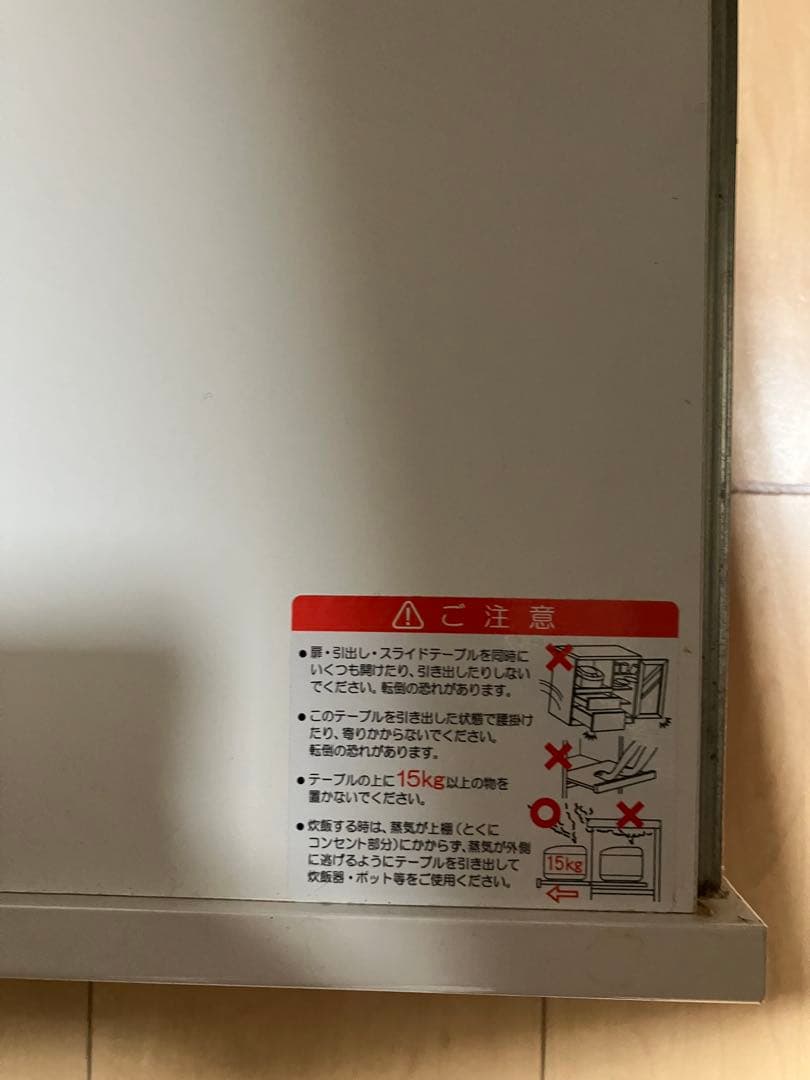 ご注意
●扉・引出し・スライドテーブルを同時に
いくつも開けたり、引き出したりしない
でください。転倒の恐れがあります。
●このテーブルを引き出した状態で腰掛け
たり、寄りかからないでください。
転倒の恐れがあります。
●テーブルの上に15kg以上の物を
置かないでください。
●炊飯する時は、蒸気が上棚(とくに
コンセント部分)にかからず、蒸気が外側
に逃げるようにテーブルを引き出して
炊飯器・ポット等をご使用ください。
15kg